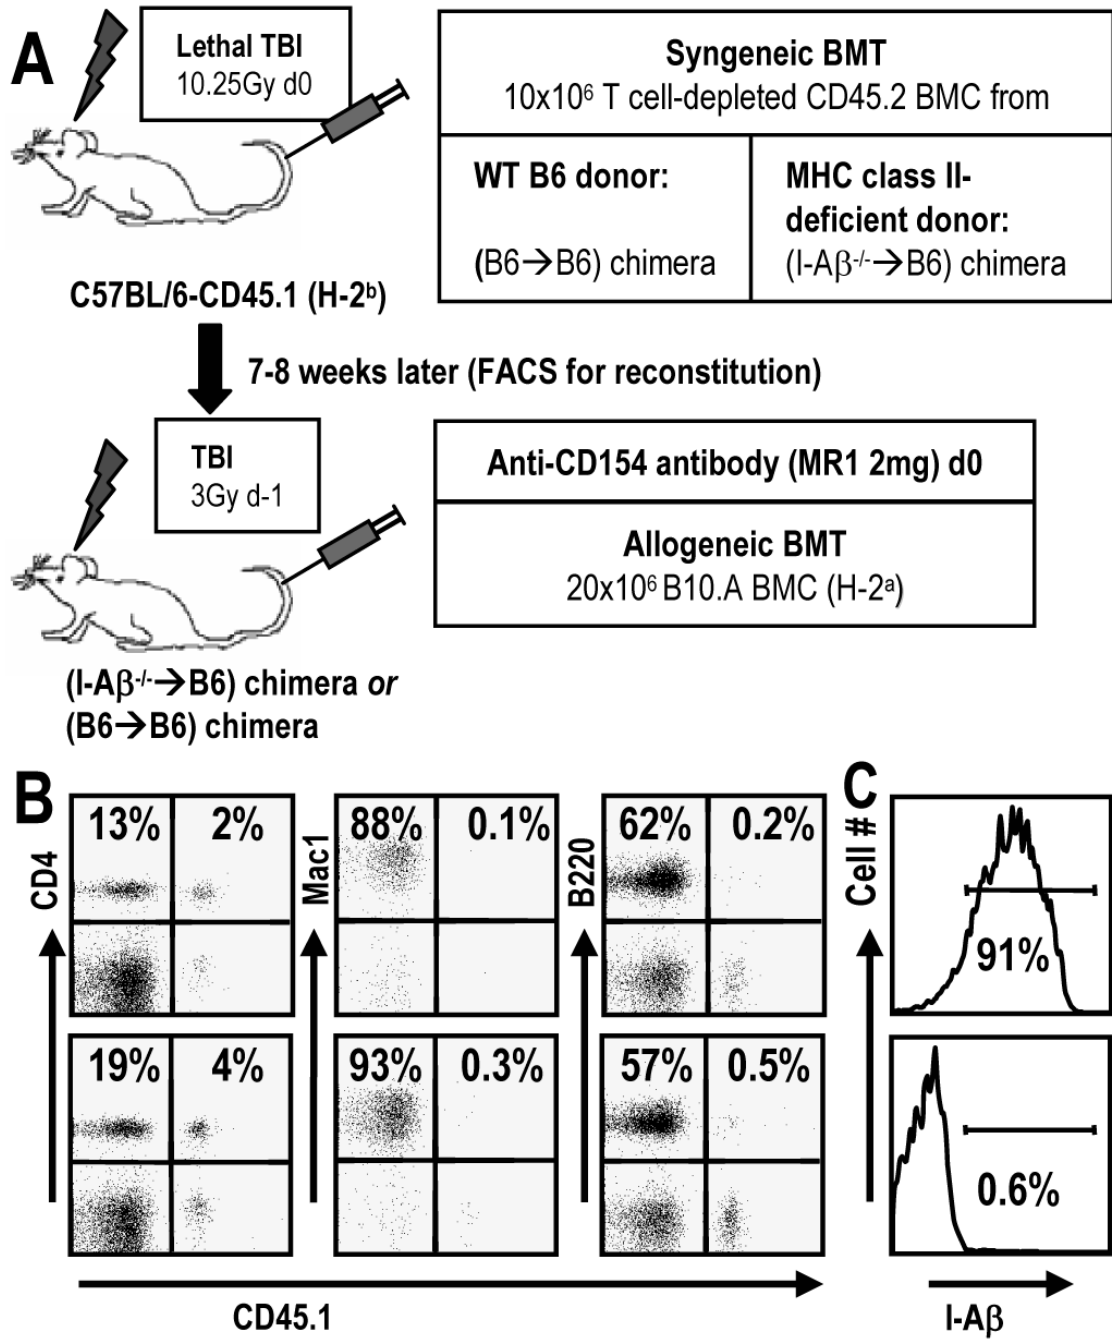 A
Lethal TBI
10.25Gy d0
Syngeneic BMT
10x10⁶ T cell-depleted CD45.2 BMC from
WT B6 donor:
(B6→B6) chimera
MHC class II-
deficient donor:
(I-Aβ⁻/⁻→B6) chimera
C57BL/6-CD45.1 (H-2ᵇ)
7-8 weeks later (FACS for reconstitution)
TBI
3Gy d-1
Anti-CD154 antibody (MR1 2mg) d0
Allogeneic BMT
20x10⁶ B10.A BMC (H-2ᵃ)
(I-Aβ⁻/⁻→B6) chimera or
(B6→B6) chimera
B
CD4
13% 2%
Mac1
88% 0.1%
B220
62% 0.2%
19% 4%
93% 0.3%
57% 0.5%
CD45.1
C
Cell #
91%
0.6%
I-Aβ